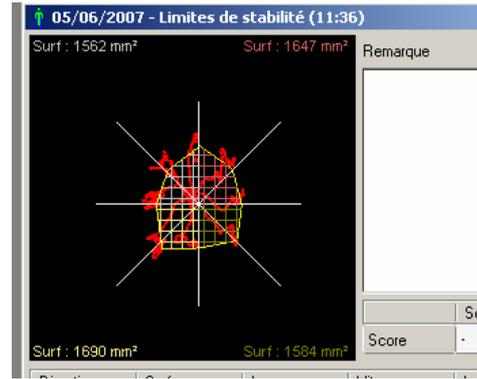 05/06/2007 - Limites de stabilité (11:36)
Surf : 1562 mm² Surf : 1647 mm²
Remarque
Surf : 1690 mm² Surf : 1584 mm²
Score -